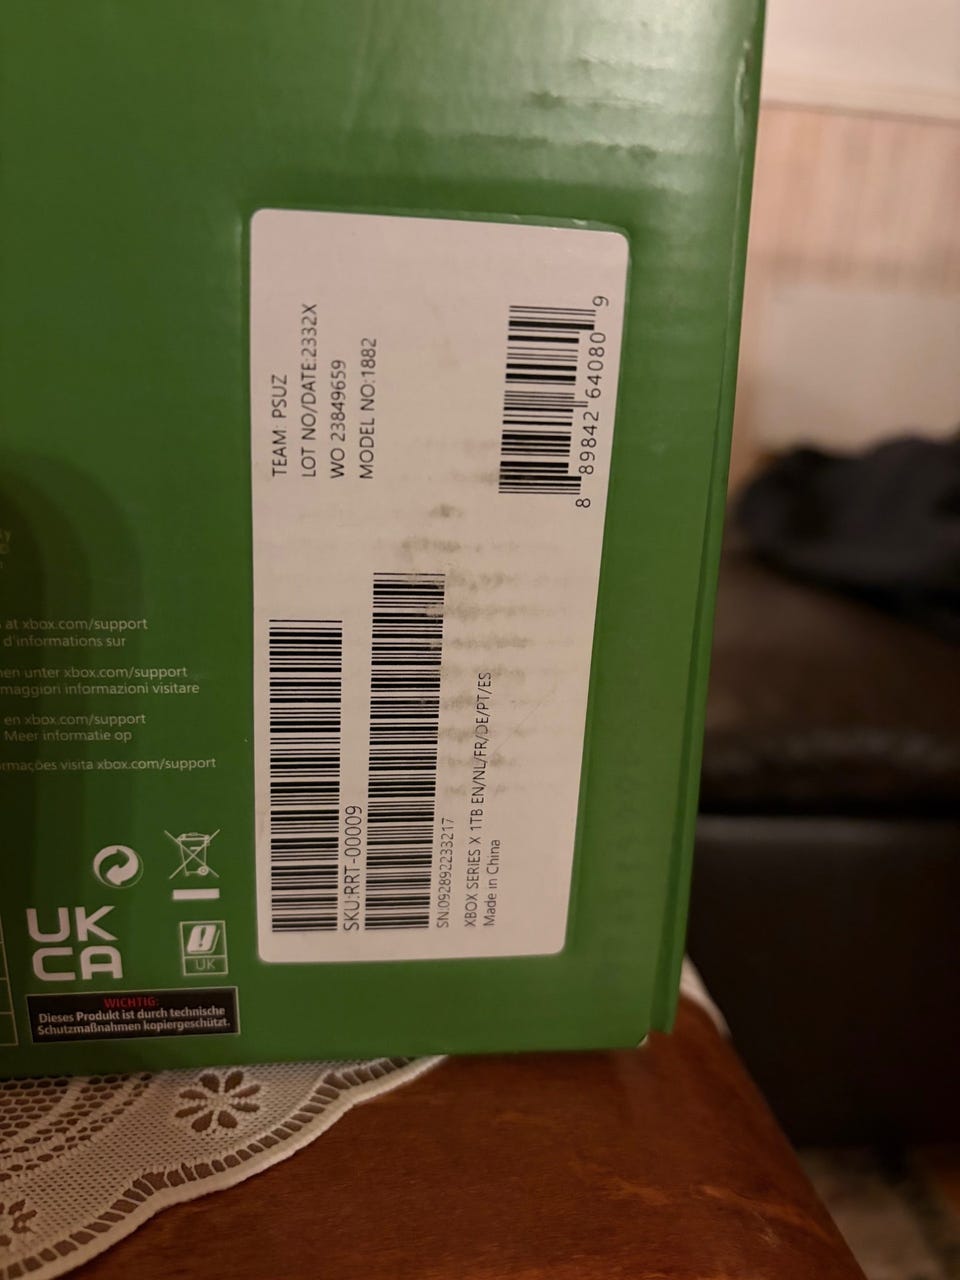 TEAM: PSUZ
LOT NO/DATE:2332X
WO 23849659
MODEL NO:1882
8 89842 64080 9
SKU:RRT-00009
SN:092892233217
XBOX SERIES X 1TB EN/NL/FR/DE/PT/ES
Made in China
at xbox.com/support
d'informations sur
unter xbox.com/support
maggiori informazioni visitare
en xbox.com/support
Meer informatie op
visita xbox.com/support
UK
CA
UK
WICHTIG:
Dieses Produkt ist durch technische
Schutzmaßnahmen kopiergeschützt.